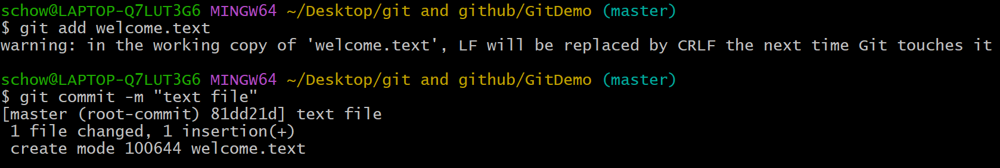 schow@LAPTOP-Q7LUT3G6 MINGW64 ~/Desktop/git and github/GitDemo (master)
$ git add welcome.text
warning: in the working copy of 'welcome.text', LF will be replaced by CRLF the next time Git touches it
schow@LAPTOP-Q7LUT3G6 MINGW64 ~/Desktop/git and github/GitDemo (master)
$ git commit -m "text file"
[master (root-commit) 81dd21d] text file
 1 file changed, 1 insertion(+)
 create mode 100644 welcome.text